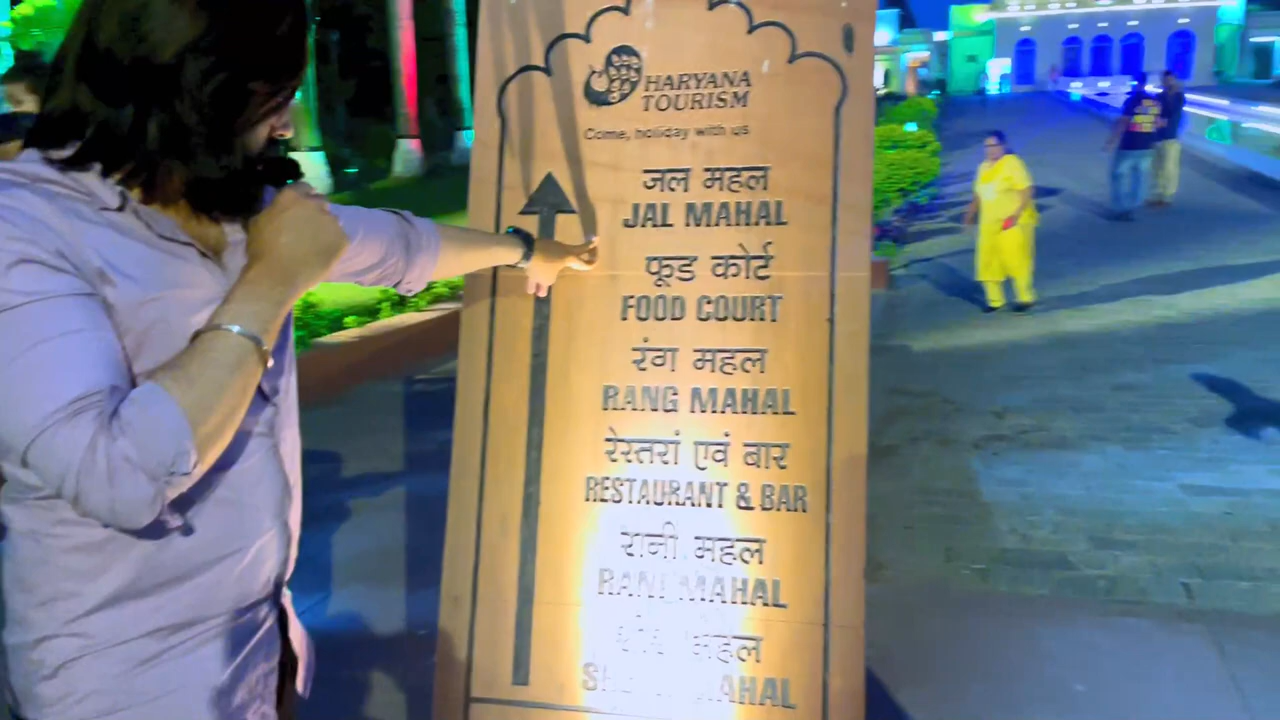 HARYANA
TOURISM
Come, holiday with us
जल महल
JAL MAHAL
फूड कोर्ट
FOOD COURT
रंग महल
RANG MAHAL
रेस्तरां एवं बार
RESTAURANT & BAR
रानी महल
RANI MAHAL
महल
MAHAL